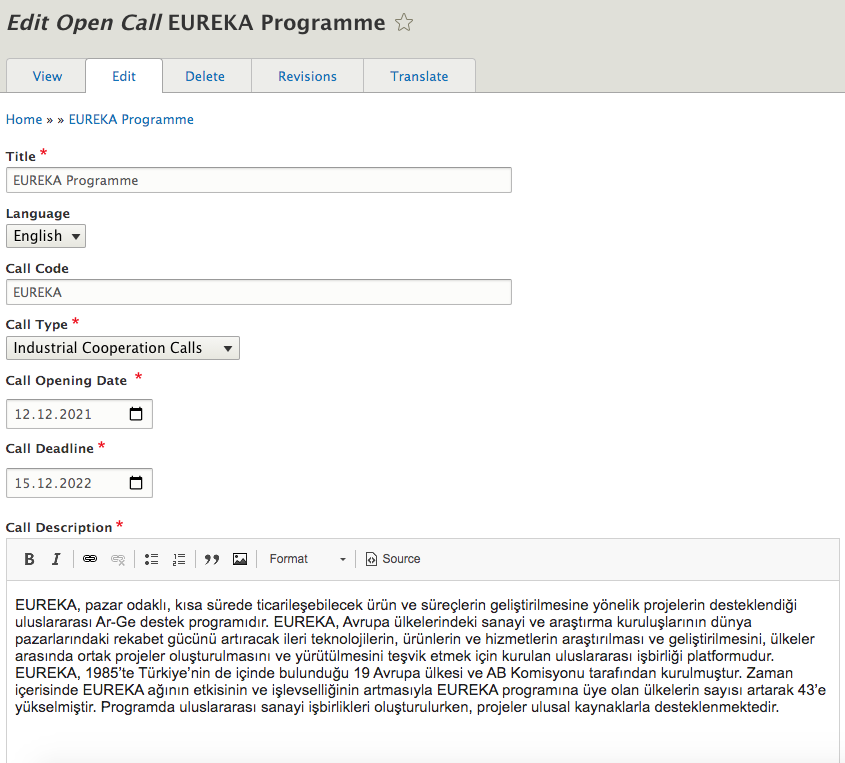 Edit Open Call EUREKA Programme
View Edit Delete Revisions Translate
Home » » EUREKA Programme
Title *
EUREKA Programme
Language
English
Call Code
EUREKA
Call Type *
Industrial Cooperation Calls
Call Opening Date *
12.12.2021
Call Deadline *
15.12.2022
Call Description *
B I Format Source
EUREKA, pazar odaklı, kısa sürede ticarileşebilecek ürün ve süreçlerin geliştirilmesine yönelik projelerin desteklendiği
uluslararası Ar-Ge destek programıdır. EUREKA, Avrupa ülkelerindeki sanayi ve araştırma kuruluşlarının dünya
pazarlarındaki rekabet gücünü artıracak ileri teknolojilerin, ürünlerin ve hizmetlerin araştırılması ve geliştirilmesini, ülkeler
arasında ortak projeler oluşturulmasını ve yürütülmesini teşvik etmek için kurulan uluslararası işbirliği platformudur.
EUREKA, 1985’te Türkiye’nin de içinde bulunduğu 19 Avrupa ülkesi ve AB Komisyonu tarafından kurulmuştur. Zaman
içerisinde EUREKA ağının etkisinin ve işlevselliğinin artmasıyla EUREKA programına üye olan ülkelerin sayısı artarak 43’e
yükselmiştir. Programda uluslararası sanayi işbirlikleri oluşturulurken, projeler ulusal kaynaklarla desteklenmektedir.